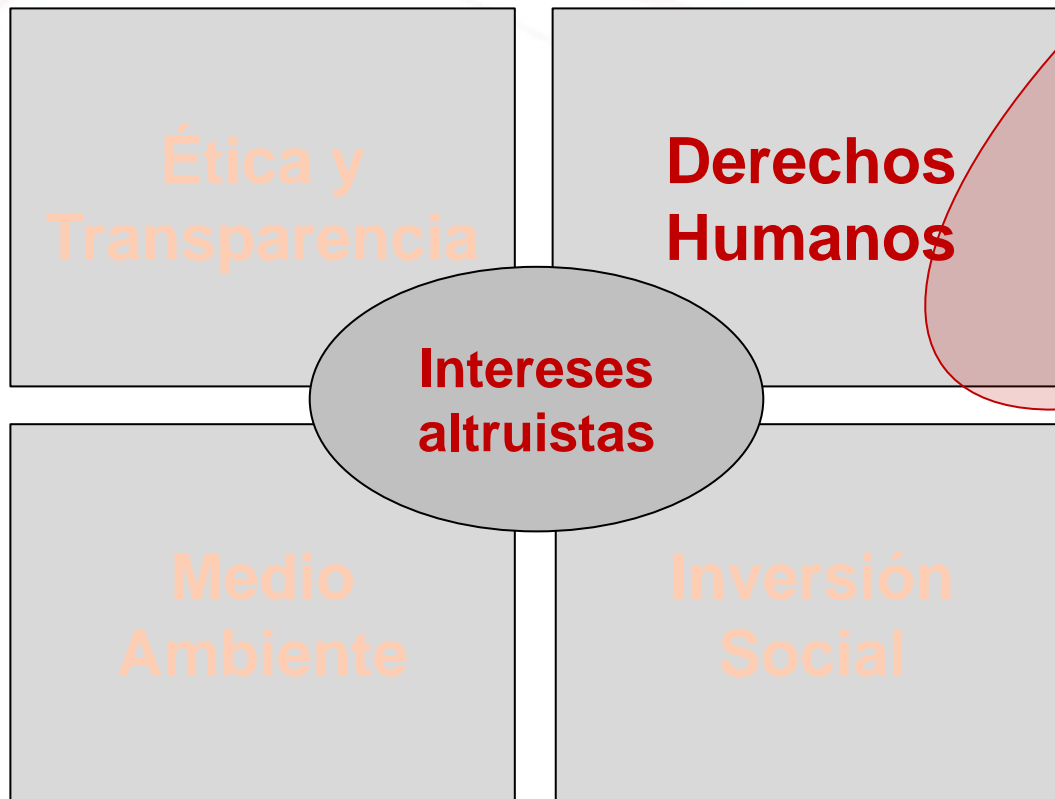 Ética y
Transparencia
Derechos
Humanos
Intereses
altruistas
Medio
Ambiente
Inversión
Social